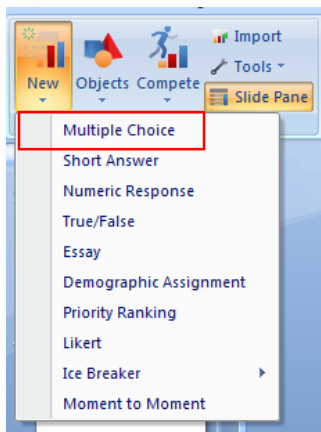 New
Objects
Compete
Import
Tools
Slide Pane
Multiple Choice
Short Answer
Numeric Response
True/False
Essay
Demographic Assignment
Priority Ranking
Likert
Ice Breaker
Moment to Moment